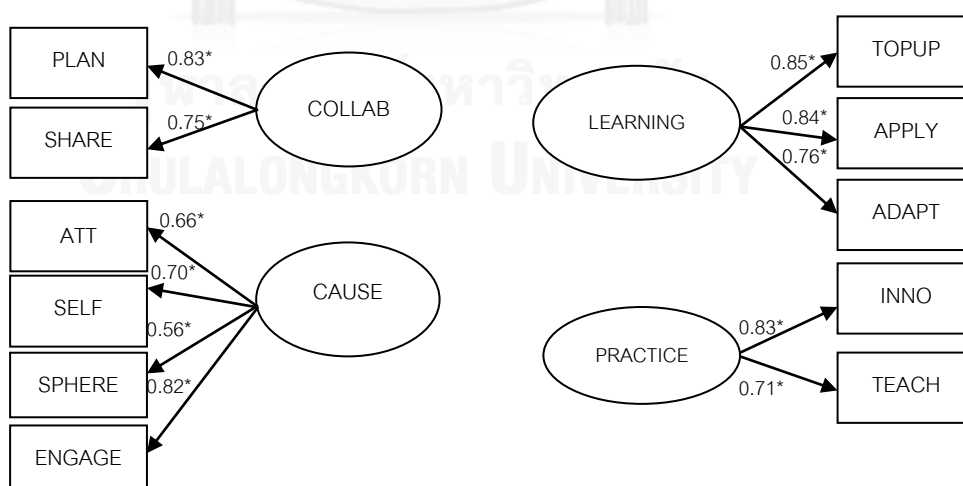 PLAN
0.83*
SHARE
0.75*
COLLAB
ATT
0.66*
SELF
0.70*
SPHERE
0.56*
ENGAGE
0.82*
CAUSE
LEARNING
0.85*
TOPUP
0.84*
APPLY
0.76*
ADAPT
PRACTICE
0.83*
INNO
0.71*
TEACH
CHULALONGKORN UNIVERSITY